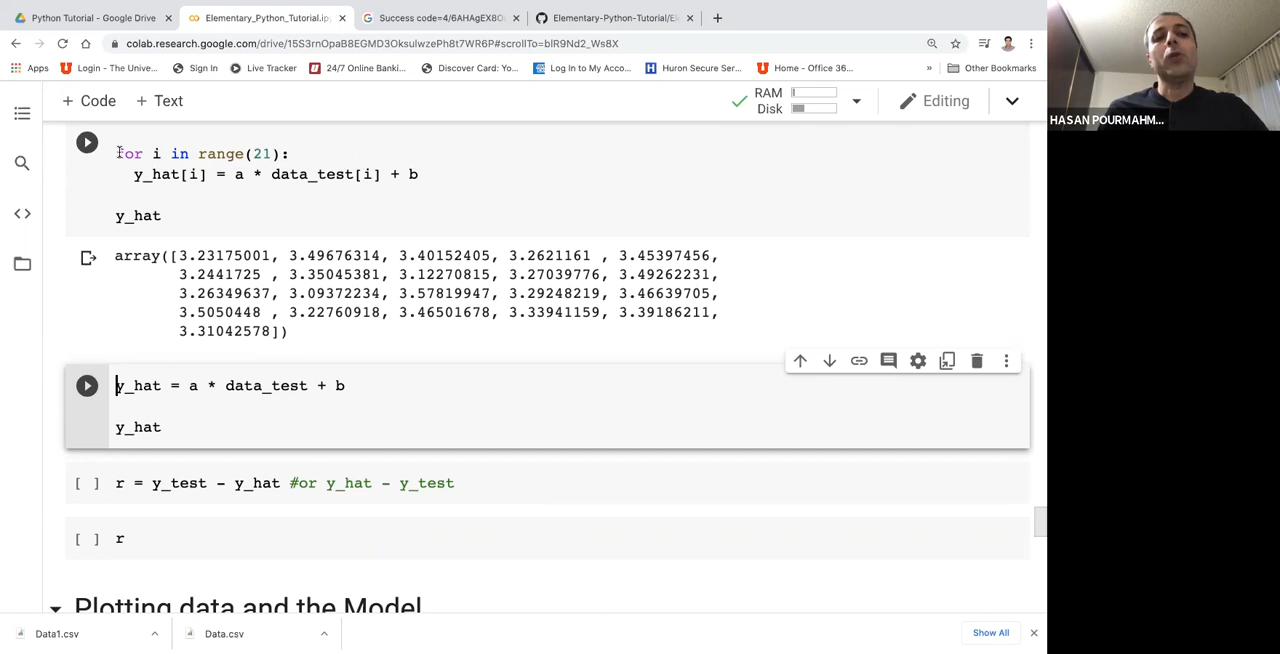 Python Tutorial - Google Drive
Elementary_Python_Tutorial.ip
Success code=4/6AHAgEX8O
Elementary-Python-Tutorial/El
colab.research.google.com/drive/15S3rnOpaB8EGMD3OksulwzePh8t7WR6P#scrollTo=blR9Nd2_Ws8X
Apps
Login - The Unive...
Sign In
Live Tracker
24/7 Online Banki...
Discover Card: Yo...
Log In to My Acco...
Huron Secure Ser...
Home - Office 36...
»
Other Bookmarks
+ Code + Text
RAM
Disk
Editing
HASAN POURMAHM...
for i in range(21):
y_hat[i] = a * data_test[i] + b
y_hat
array([3.23175001, 3.49676314, 3.40152405, 3.2621161 , 3.45397456,
3.2441725 , 3.35045381, 3.12270815, 3.27039776, 3.49262231,
3.26349637, 3.09372234, 3.57819947, 3.29248219, 3.46639705,
3.5050448 , 3.22760918, 3.46501678, 3.33941159, 3.39186211,
3.31042578])
y_hat = a * data_test + b
y_hat
[ ] r = y_test - y_hat #or y_hat - y_test
[ ] r
Plotting data and the Model
Data1.csv
Data.csv
Show All